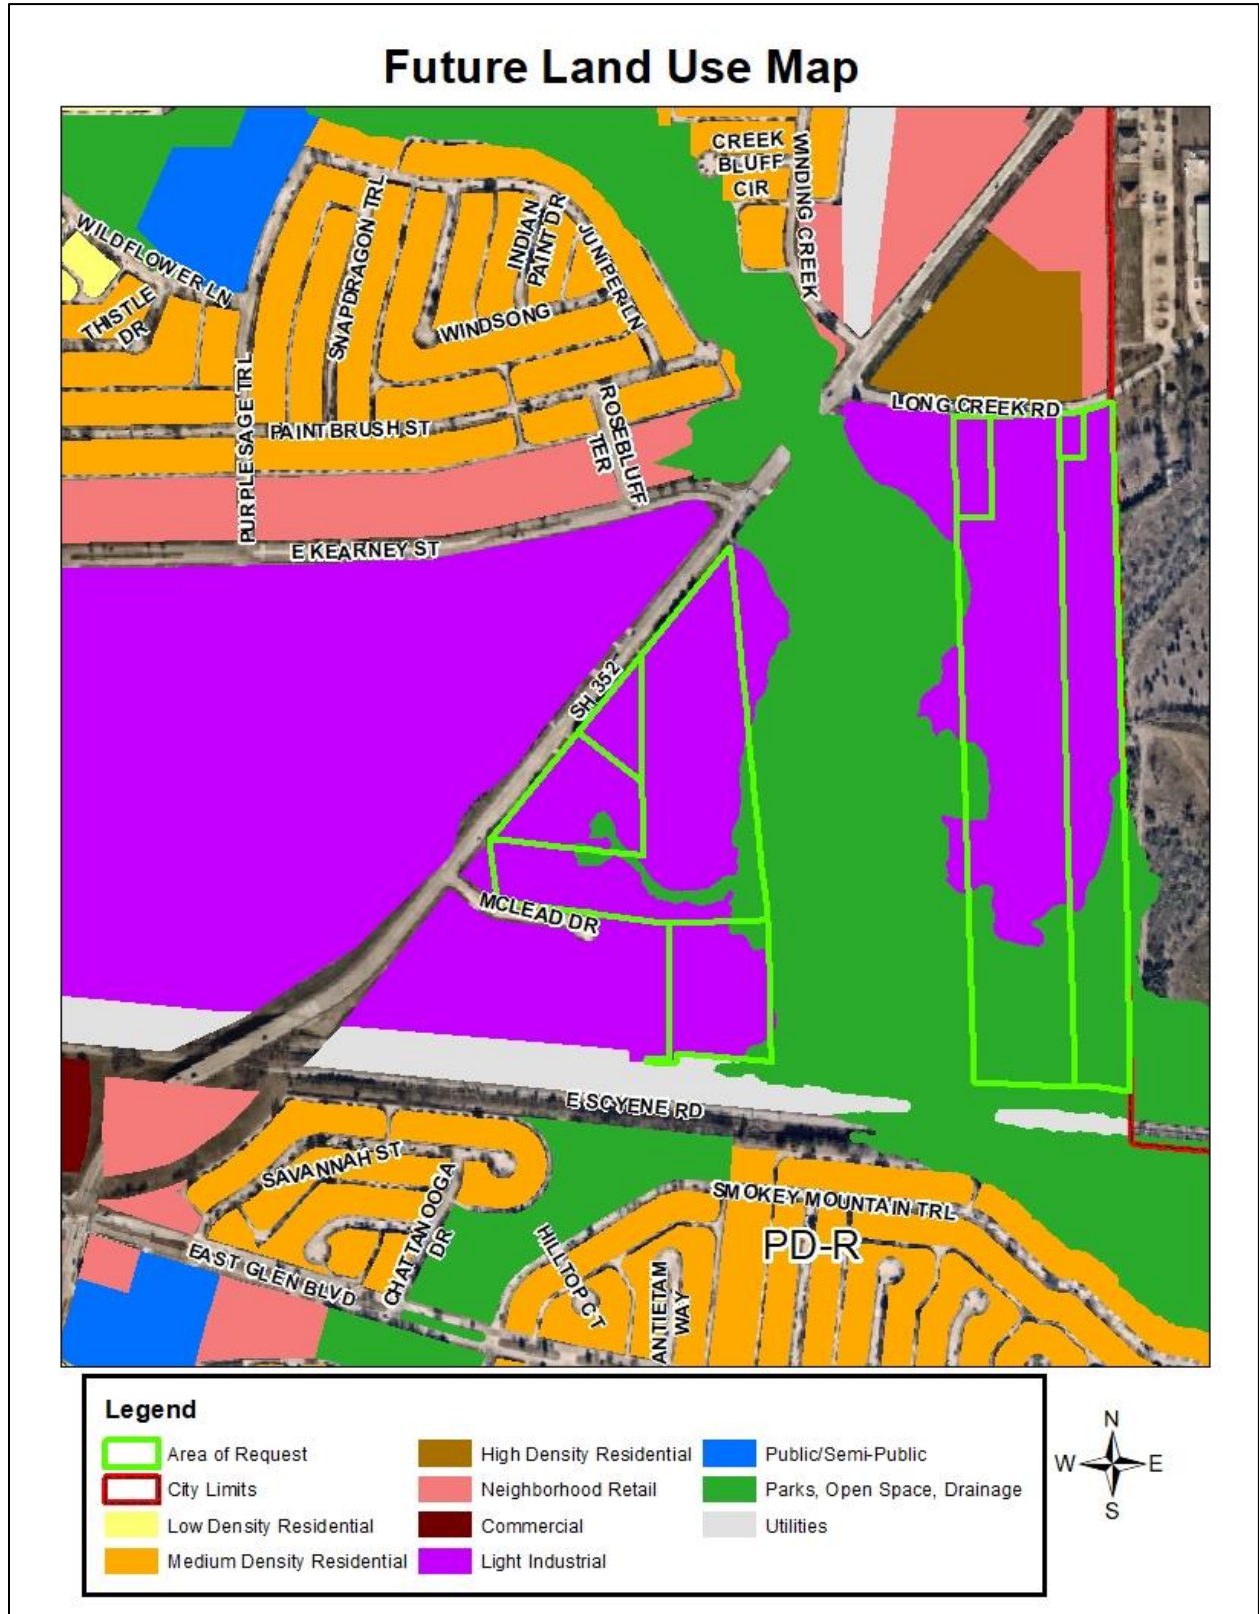 Future Land Use Map
CREEK
BLUFF
CIR
WINDING CREEK
SNAPDRAGON TRL
INDIAN
PAINT DR
JUNIPER LN
WILDFLOWER LN
THISTLE
DR
WINDSONG
PURPLE SAGE TRL
ROSEBLUFF
TER
LONG CREEK RD
PAINTBRUSH ST
E KEARNEY ST
SH 352
MCLEAD DR
E SCYENE RD
SAVANNAH ST
CHATTANOOGA
DR
SMOKEY MOUNTAIN TRL
PD-R
HILLTOP CT
EAST GLEN BLVD
ANTIETAM
WAY
Legend
Area of Request
City Limits
Low Density Residential
Medium Density Residential
High Density Residential
Neighborhood Retail
Commercial
Light Industrial
Public/Semi-Public
Parks, Open Space, Drainage
Utilities
N
W E
S